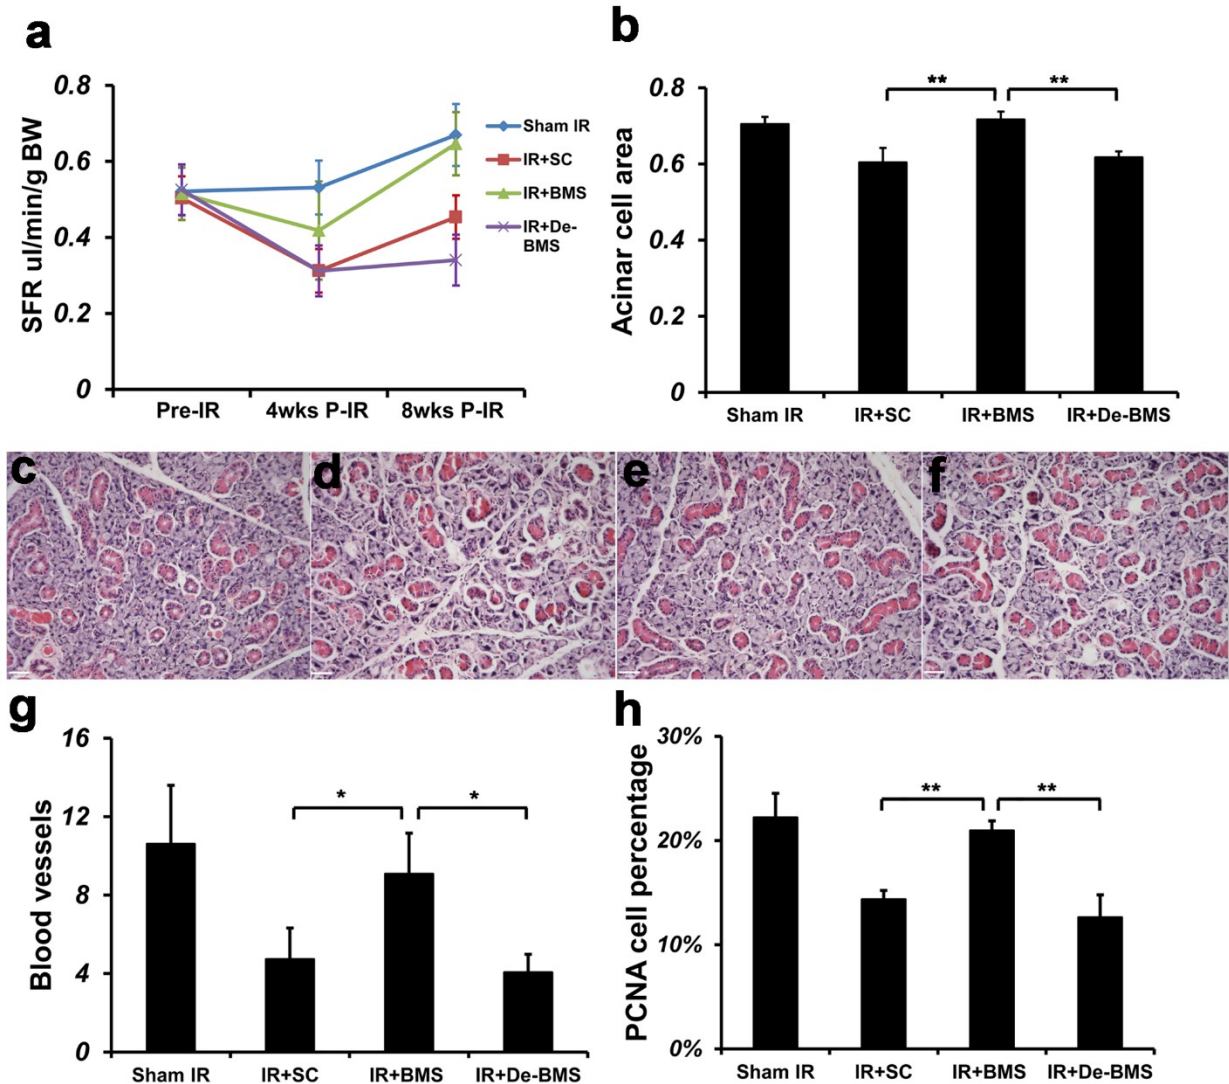 a
SFR ul/min/g BW
0.8
0.6
0.4
0.2
0
Pre-IR
4wks P-IR
8wks P-IR
Sham IR
IR+SC
IR+BMS
IR+De-
BMS
b
Acinar cell area
0.8
0.6
0.4
0.2
0
**
**
Sham IR
IR+SC
IR+BMS
IR+De-BMS
c
d
e
f
g
Blood vessels
16
12
8
4
0
*
*
Sham IR
IR+SC
IR+BMS
IR+De-BMS
h
PCNA cell percentage
30%
20%
10%
0%
**
**
Sham IR
IR+SC
IR+BMS
IR+De-BMS